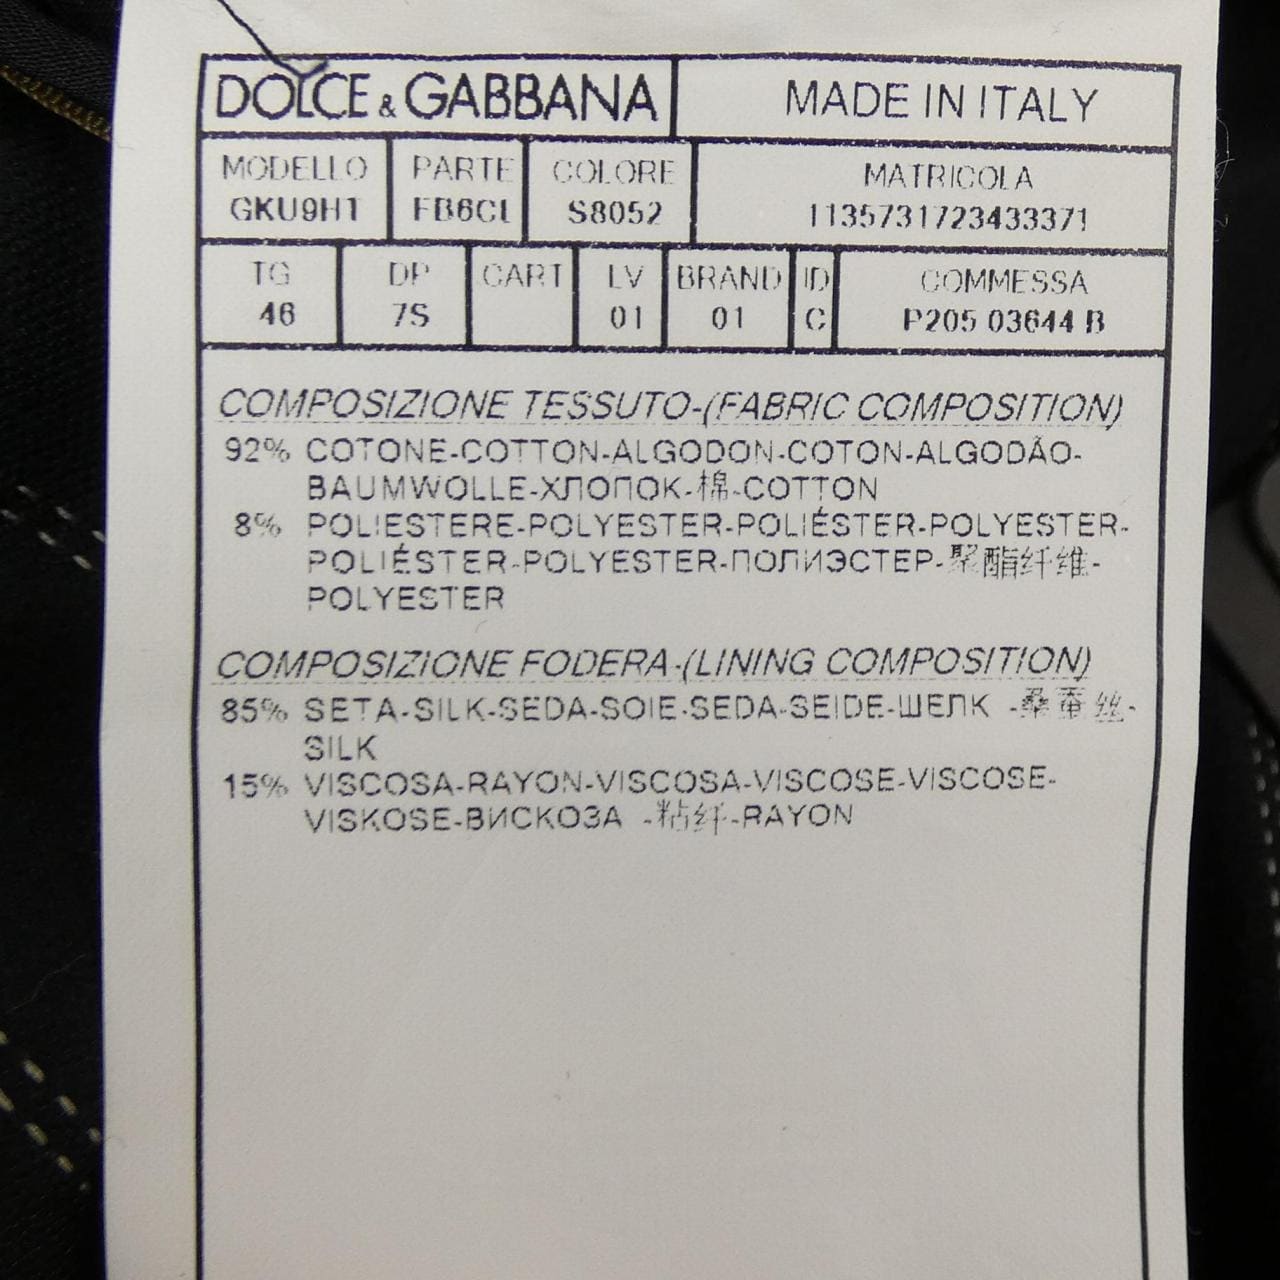 DOLCE & GABBANA MADE IN ITALY
MODELLO PARTE COLORE MATRICOLA
GKU9HT FB6CL S8052 1135731723433371
TG DP CART LV BRAND ID COMMESSA
46 7S 01 01 C P205 03644 B
COMPOSIZIONE TESSUTO-(FABRIC COMPOSITION)
92% COTONE-COTTON-ALGODON-COTON-ALGODÃO-
BAUMWOLLE-ХЛОПОК-棉-COTTON
8% POLIESTERE-POLYESTER-POLIÉSTER-POLYESTER-
POLIÉSTER-POLYESTER-ПОЛИЭСТЕР-聚酯纤维-
POLYESTER
COMPOSIZIONE FODERA-(LINING COMPOSITION)
85% SETA-SILK-SEDA-SOIE-SEDA-SEIDE-ШЕЛК -桑蚕丝-
SILK
15% VISCOSA-RAYON-VISCOSA-VISCOSE-VISCOSE-
VISKOSE-ВИСКОЗА -粘纤-RAYON